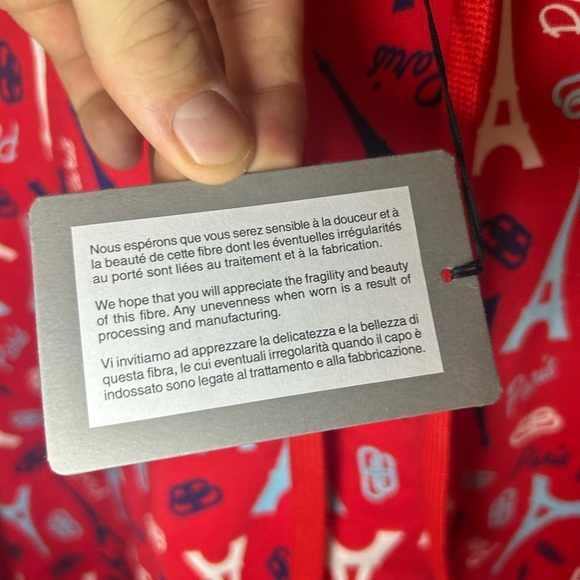 Paris
Nous espérons que vous serez sensible à la douceur et à
la beauté de cette fibre dont les éventuelles irrégularités
au porté sont liées au traitement et à la fabrication.
We hope that you will appreciate the fragility and beauty
of this fibre. Any unevenness when worn is a result of
processing and manufacturing.
Vi invitiamo ad apprezzare la delicatezza e la bellezza di
questa fibra, le cui eventuali irregolarità quando il capo è
indossato sono legate al trattamento e alla fabbricazione.
Paris
Paris